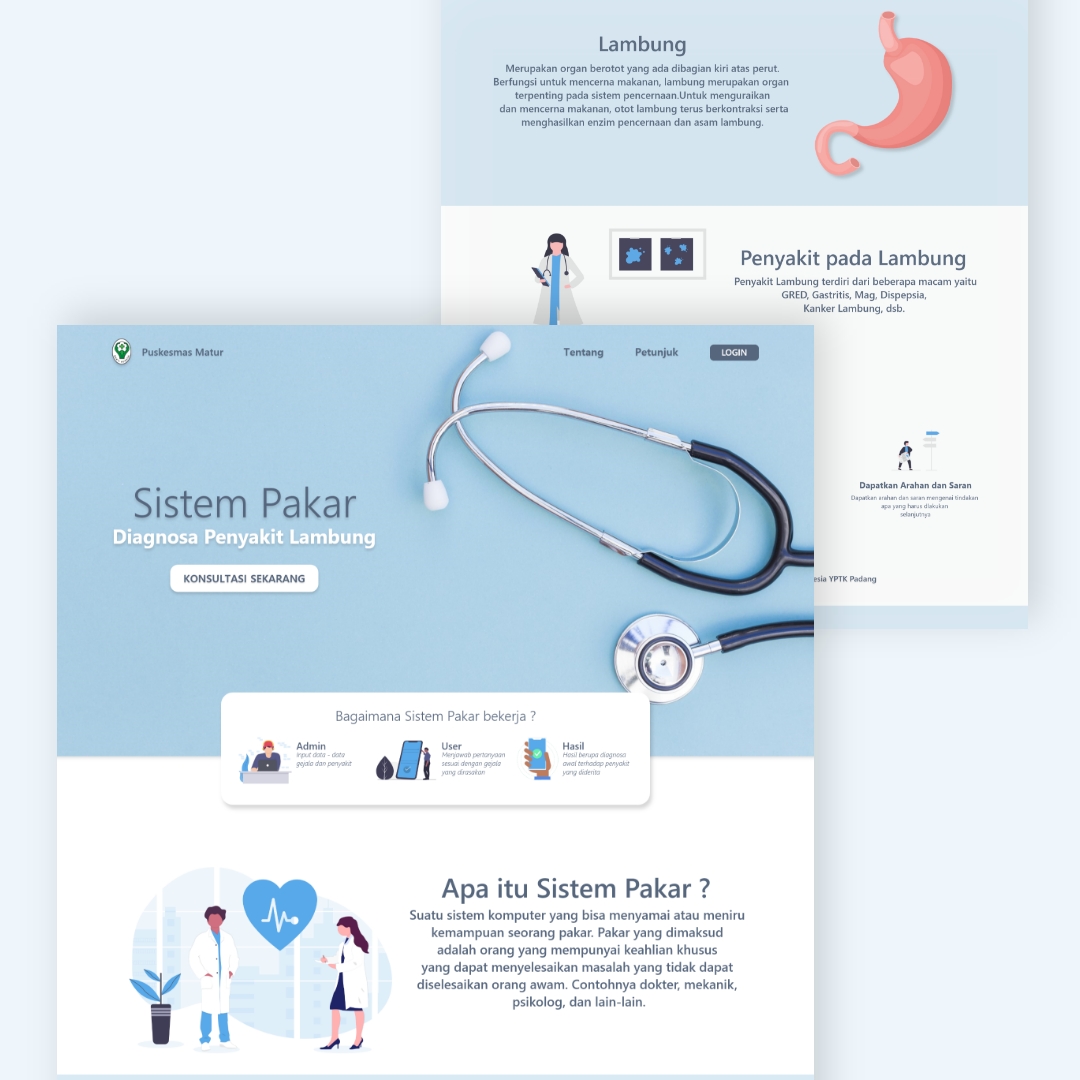 Lambung
Merupakan organ berotot yang ada dibagian kiri atas perut.
Berfungsi untuk mencerna makanan, lambung merupakan organ
terpenting pada sistem pencernaan.Untuk menguraikan
dan mencerna makanan, otot lambung terus berkontraksi serta
menghasilkan enzim pencernaan dan asam lambung.
Penyakit pada Lambung
Penyakit Lambung terdiri dari beberapa macam yaitu
GRED, Gastritis, Mag, Dispepsia,
Kanker Lambung, dsb.
Dapatkan Arahan dan Saran
Dapatkan arahan dan saran mengenai tindakan
apa yang harus dlakukan
selanjutnya
esia YPTK Padang
Puskesmas Matur
Tentang
Petunjuk
LOGIN
Sistem Pakar
Diagnosa Penyakit Lambung
KONSULTASI SEKARANG
Bagaimana Sistem Pakar bekerja ?
Admin
input data - data
gejala dan penyakit
User
Menjawab pertanyaan
sesuai dengan gejala
yang dirasakan
Hasil
Hasil berupa diagnosis
awal terhadap penyakit
yang diderita
Apa itu Sistem Pakar ?
Suatu sistem komputer yang bisa menyamai atau meniru
kemampuan seorang pakar. Pakar yang dimaksud
adalah orang yang mempunyai keahlian khusus
yang dapat menyelesaikan masalah yang tidak dapat
diselesaikan orang awam. Contohnya dokter, mekanik,
psikolog, dan lain-lain.